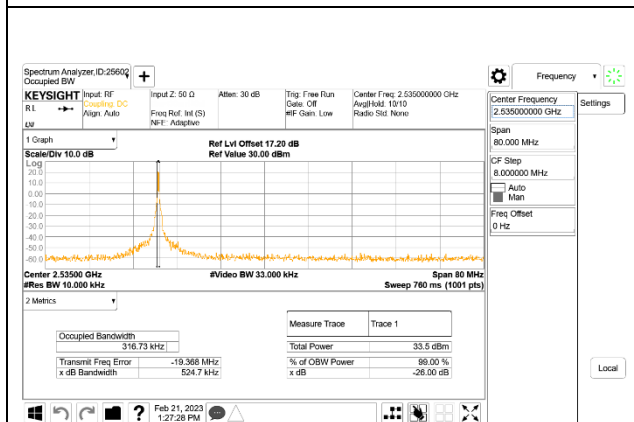 Spectrum Analyzer,ID:25602
Occupied BW
+
Frequency
KEYSIGHT
RL
Input: RF
Coupling: DC
Align: Auto
Input Z: 50 Ω
Freq Ref: Int (S)
NFE: Adaptive
Atten: 30 dB
Trig: Free Run
Gate: Off
#IF Gain: Low
Center Freq: 2.535000000 GHz
Avg|Hold: 10/10
Radio Std: None
Center Frequency
2.535000000 GHz
Settings
Span
80.000 MHz
CF Step
8.000000 MHz
Auto
Man
Freq Offset
0 Hz
1 Graph
Scale/Div 10.0 dB
Ref Lvl Offset 17.20 dB
Ref Value 30.00 dBm
Log
20.0
10.0
0.00
-10.0
-20.0
-30.0
-40.0
-50.0
-60.0
Center 2.53500 GHz
#Video BW 33.000 kHz
Span 80 MHz
#Res BW 10.000 kHz
Sweep 760 ms (1001 pts)
2 Metrics
Measure Trace
Trace 1
Occupied Bandwidth
316.73 kHz
Total Power
33.5 dBm
Transmit Freq Error
-19.368 MHz
% of OBW Power
99.00 %
x dB Bandwidth
524.7 kHz
x dB
-26.00 dB
Local
?
Feb 21, 2023
1:27:28 PM